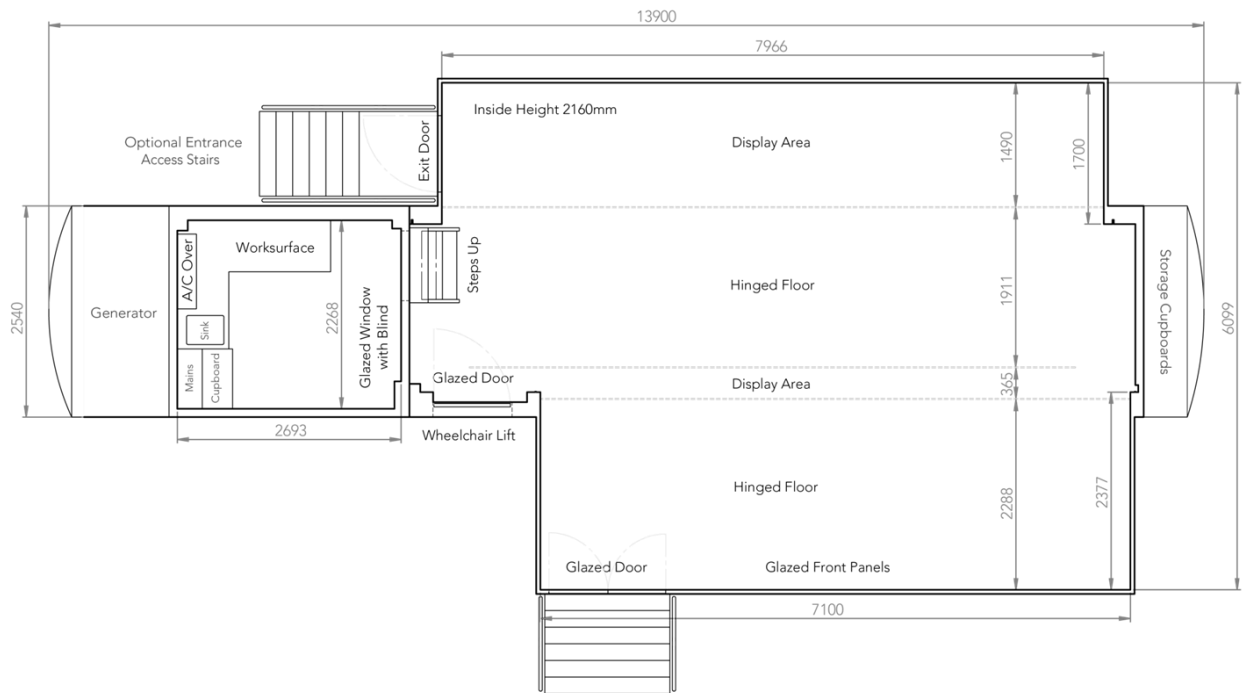 13900
7966
Inside Height 2160mm
Optional Entrance
Access Stairs
Exit Door
Display Area
1490
1700
2540
Generator
A/C Over
Worksurface
Sink
Mains
Cupboard
2268
Glazed Window
with Blind
Steps Up
Hinged Floor
1911
Storage Cupboards
6099
Glazed Door
Display Area
365
2693
Wheelchair Lift
Hinged Floor
2288
2377
Glazed Door
Glazed Front Panels
7100